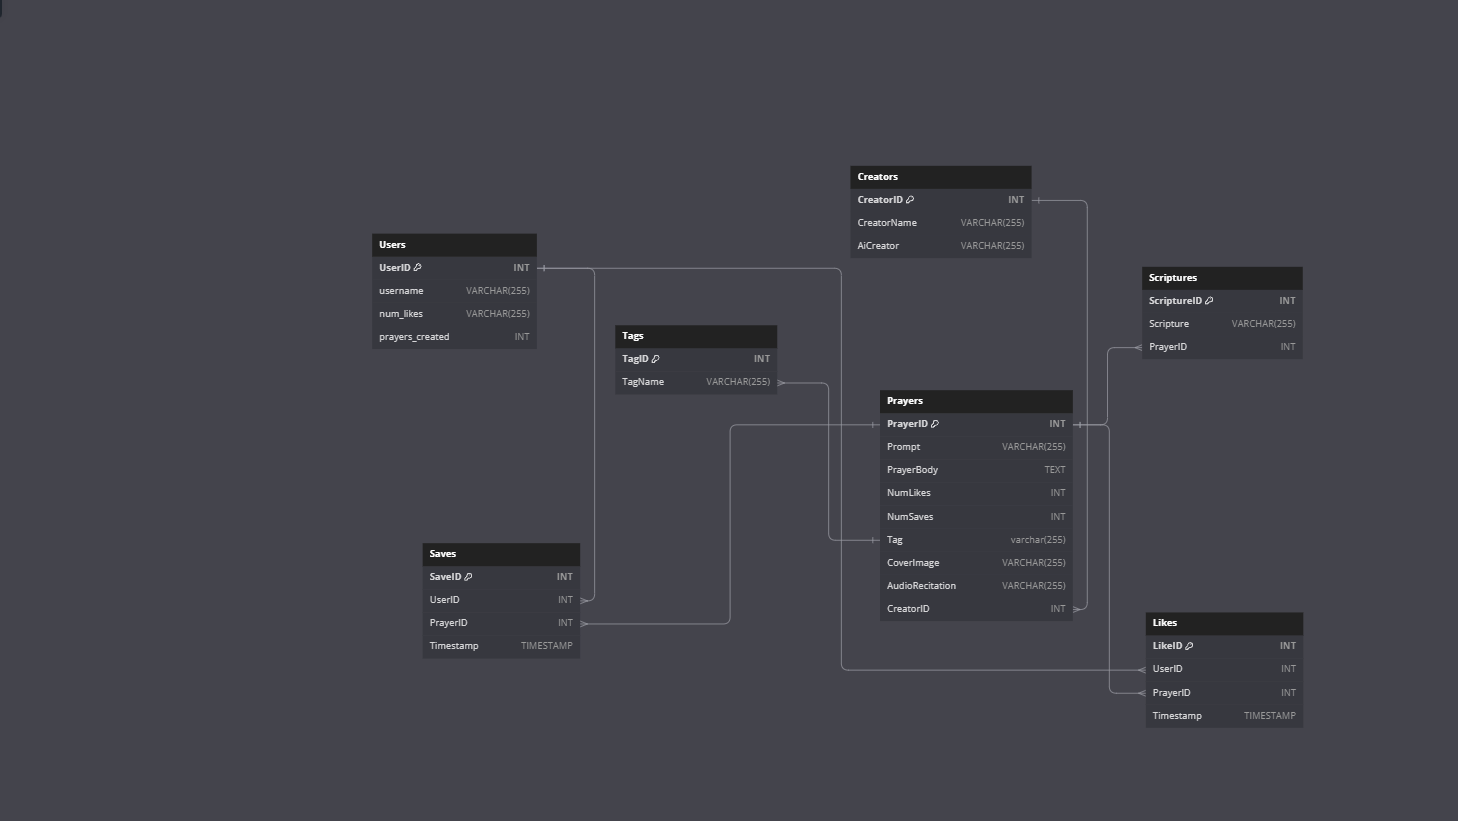 Creators
CreatorID INT
CreatorName VARCHAR(255)
AiCreator VARCHAR(255)
Users
UserID INT
username VARCHAR(255)
num_likes VARCHAR(255)
prayers_created INT
Scriptures
ScriptureID INT
Scripture VARCHAR(255)
PrayerID INT
Tags
TagID INT
TagName VARCHAR(255)
Prayers
PrayerID INT
Prompt VARCHAR(255)
PrayerBody TEXT
NumLikes INT
NumSaves INT
Tag varchar(255)
CoverImage VARCHAR(255)
AudioRecitation VARCHAR(255)
CreatorID INT
Saves
SaveID INT
UserID INT
PrayerID INT
Timestamp TIMESTAMP
Likes
LikeID INT
UserID INT
PrayerID INT
Timestamp TIMESTAMP